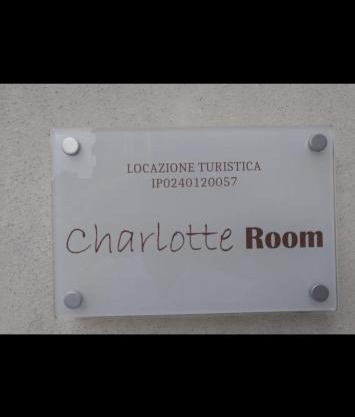 LOCAZIONE TURISTICA
IP0240120057
Charlotte Room